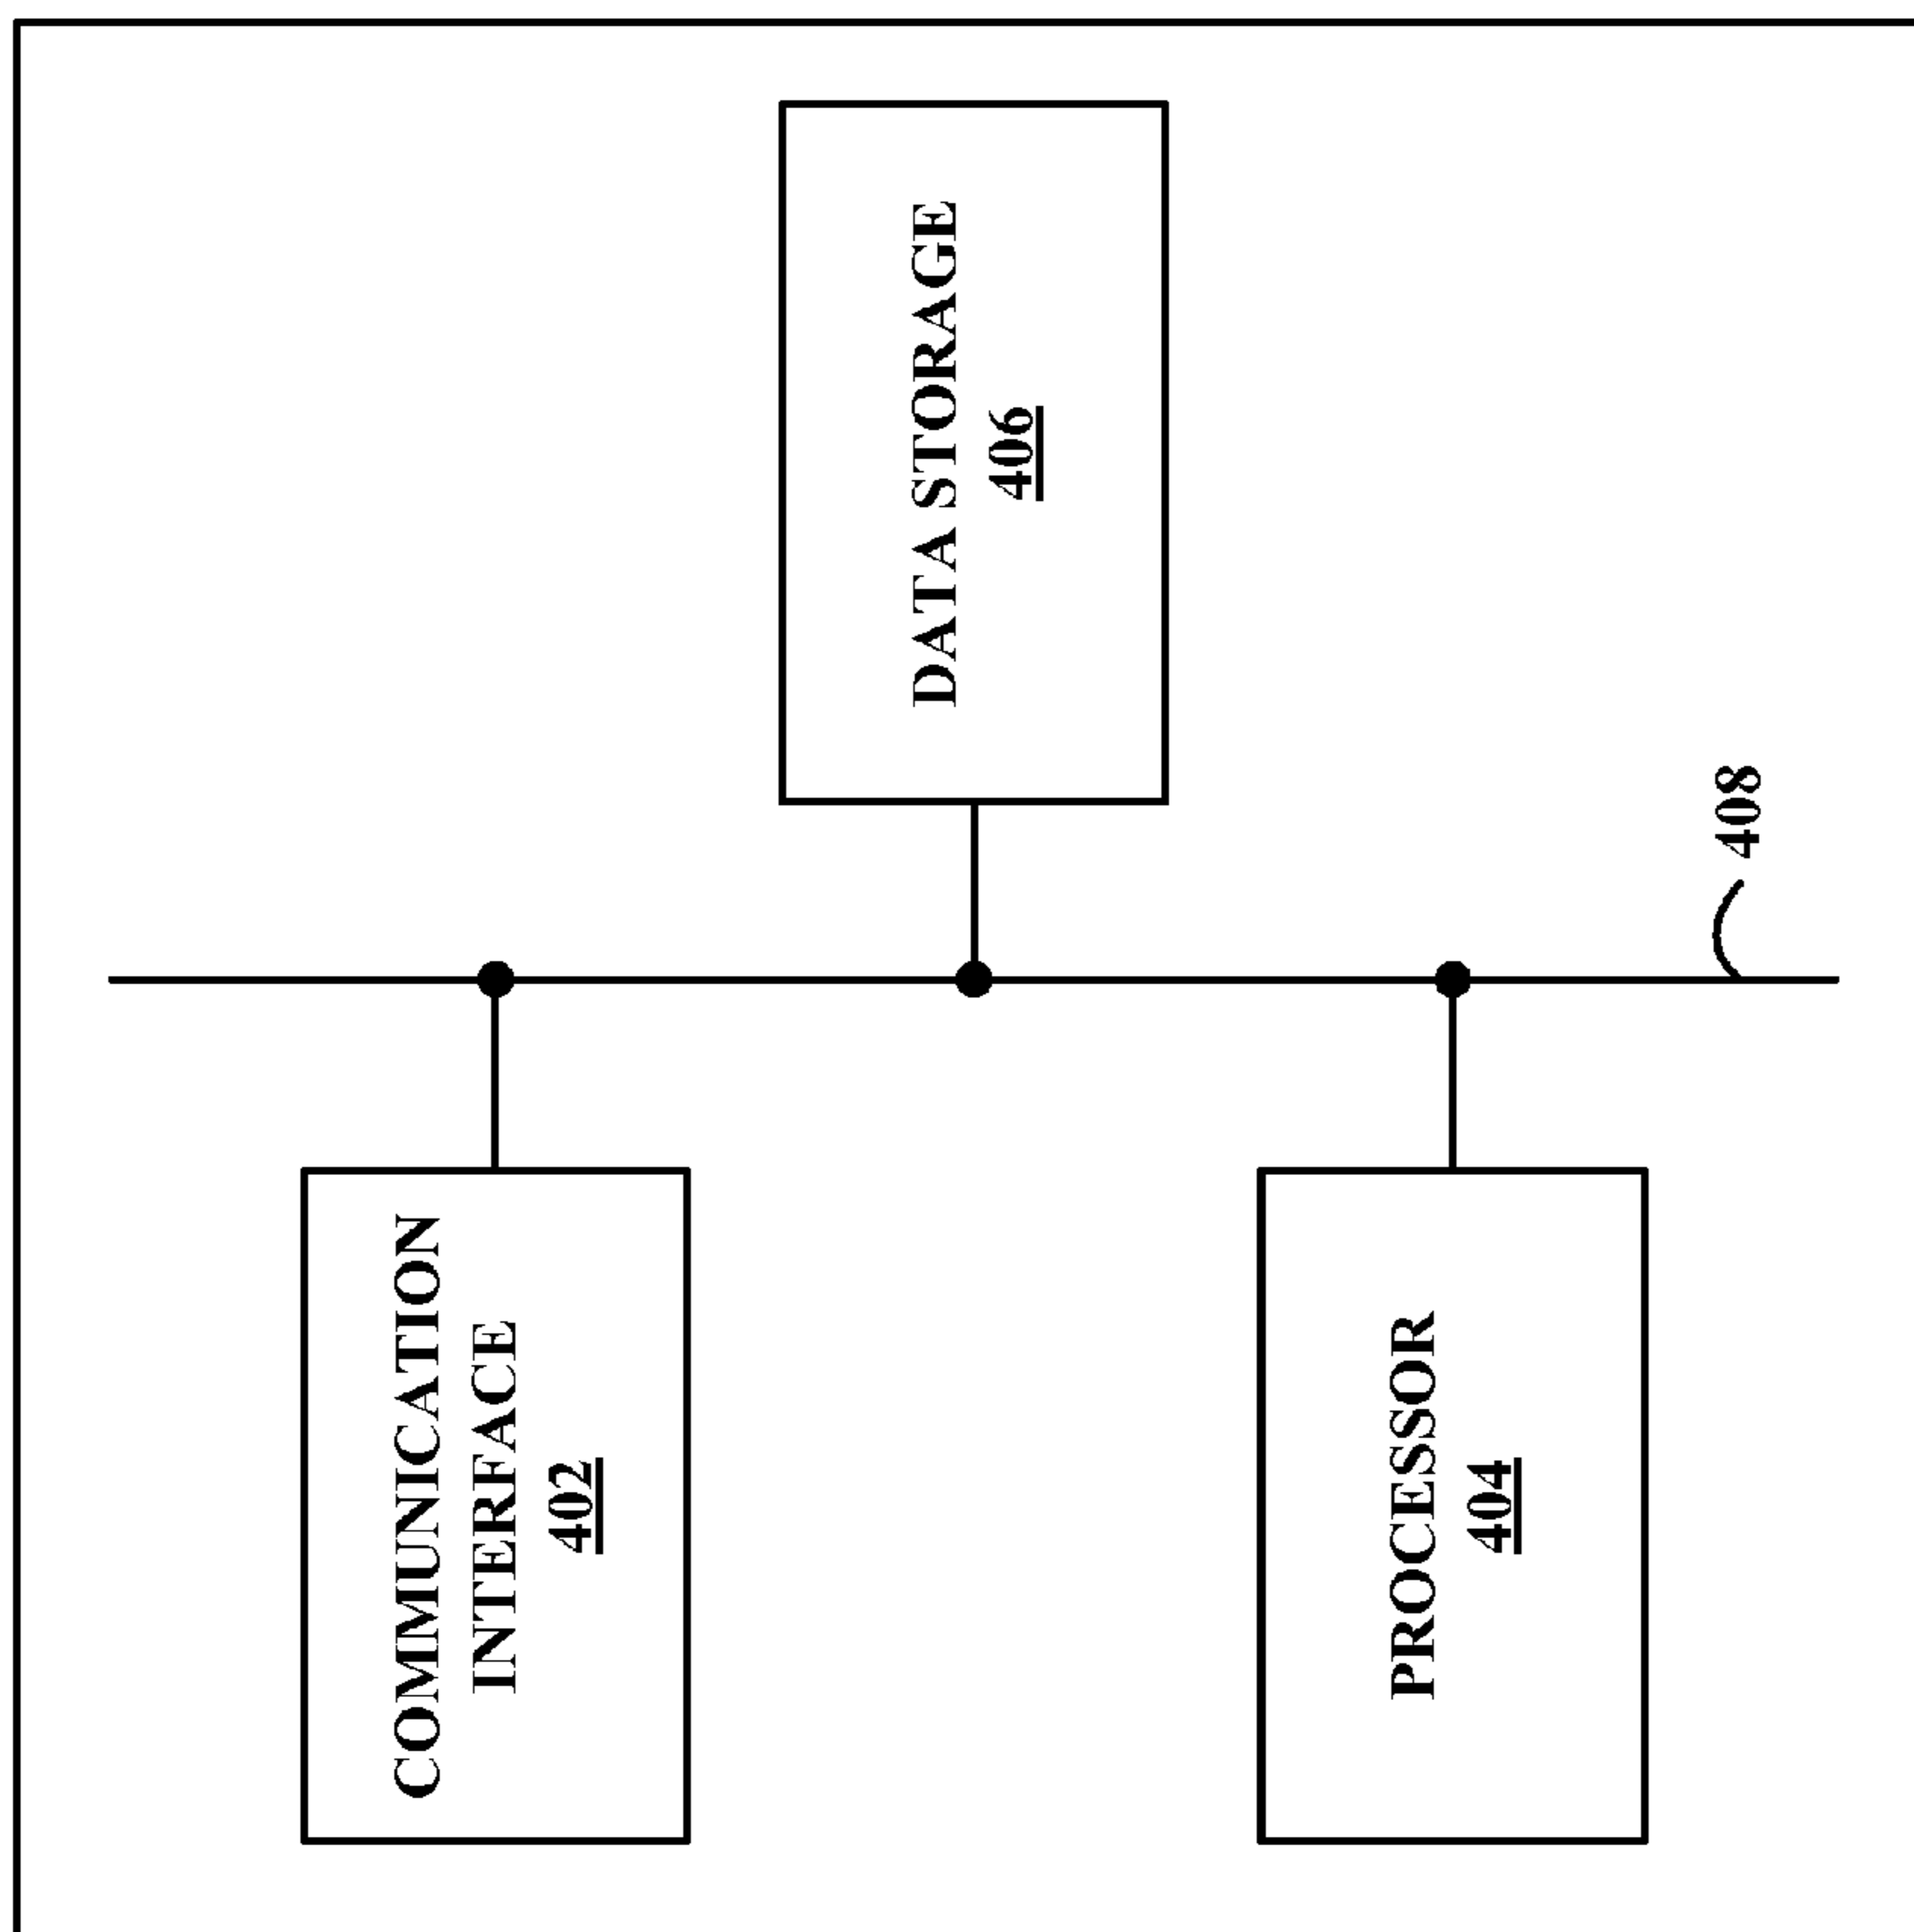 COMMUNICATION
INTERFACE
402
DATA STORAGE
406
PROCESSOR
404
408